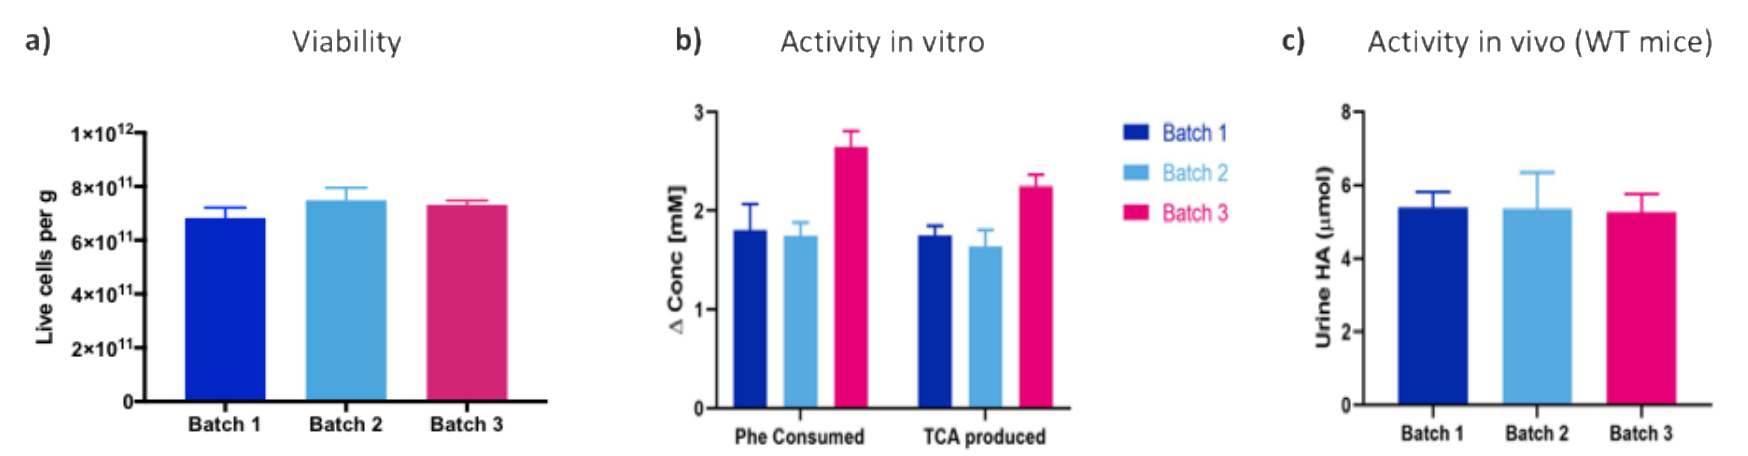 a) Viability
1×10¹²
8×10¹¹
6×10¹¹
4×10¹¹
2×10¹¹
0
Live cells per g
Batch 1 Batch 2 Batch 3
b) Activity in vitro
3
2
1
0
Δ Conc [mM]
Phe Consumed TCA produced
Batch 1
Batch 2
Batch 3
c) Activity in vivo (WT mice)
8
6
4
2
0
Urine HA (μmol)
Batch 1 Batch 2 Batch 3